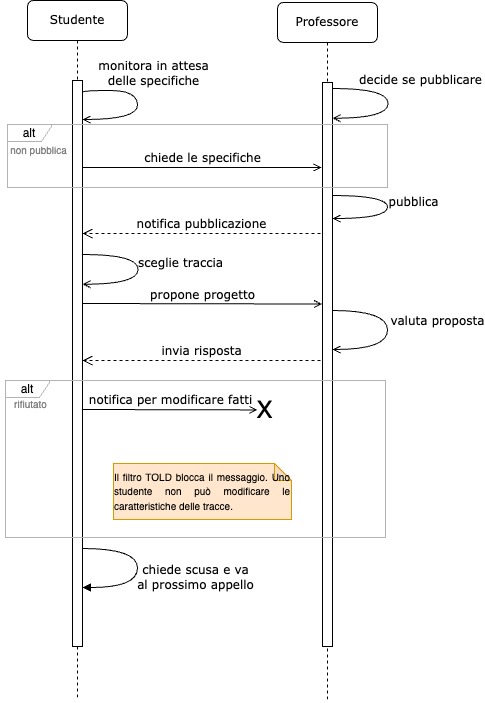 Studente
Professore
monitora in attesa
delle specifiche
decide se pubblicare
alt
non pubblica
chiede le specifiche
pubblica
notifica pubblicazione
sceglie traccia
propone progetto
valuta proposta
invia risposta
alt
rifiutato
notifica per modificare fatti
X
Il filtro TOLD blocca il messaggio. Uno
studente non può modificare le
caratteristiche delle tracce.
chiede scusa e va
al prossimo appello